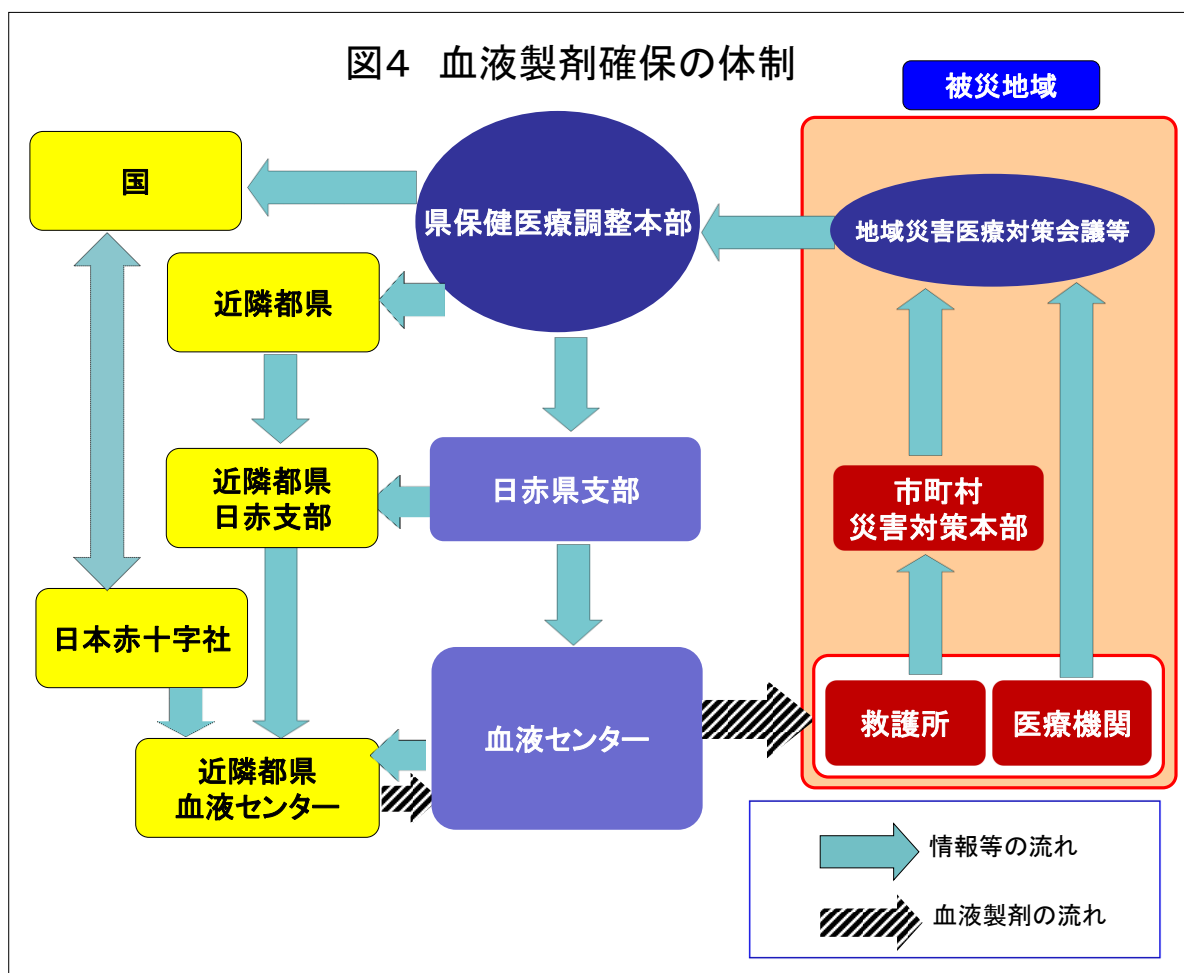 図4 血液製剤確保の体制
被災地域
国
県保健医療調整本部
地域災害医療対策会議等
近隣都県
近隣都県
日赤支部
日赤県支部
市町村
災害対策本部
日本赤十字社
血液センター
救護所
医療機関
近隣都県
血液センター
情報等の流れ
血液製剤の流れ